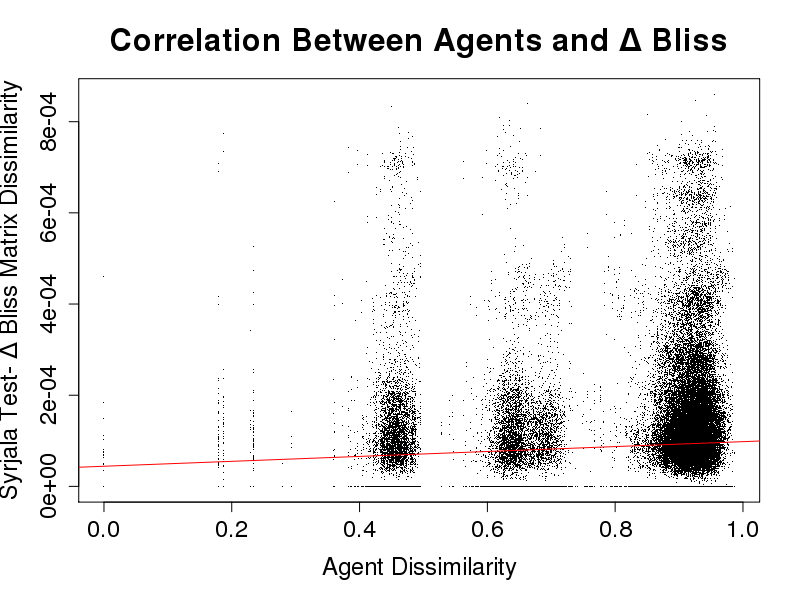 Correlation Between Agents and Δ Bliss
Syrjala Test- Δ Bliss Matrix Dissimilarity
8e-04
6e-04
4e-04
2e-04
0e+00
0.0 0.2 0.4 0.6 0.8 1.0
Agent Dissimilarity